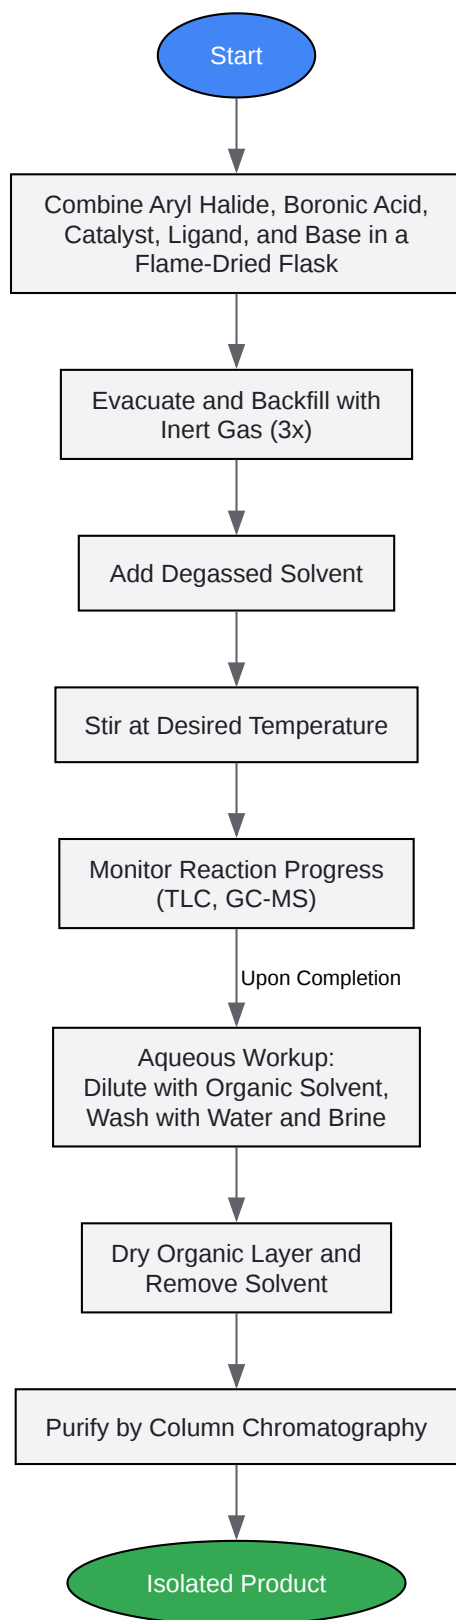 Start
Combine Aryl Halide, Boronic Acid,
Catalyst, Ligand, and Base in a
Flame-Dried Flask
Evacuate and Backfill with
Inert Gas (3x)
Add Degassed Solvent
Stir at Desired Temperature
Monitor Reaction Progress
(TLC, GC-MS)
Upon Completion
Aqueous Workup:
Dilute with Organic Solvent,
Wash with Water and Brine
Dry Organic Layer and
Remove Solvent
Purify by Column Chromatography
Isolated Product